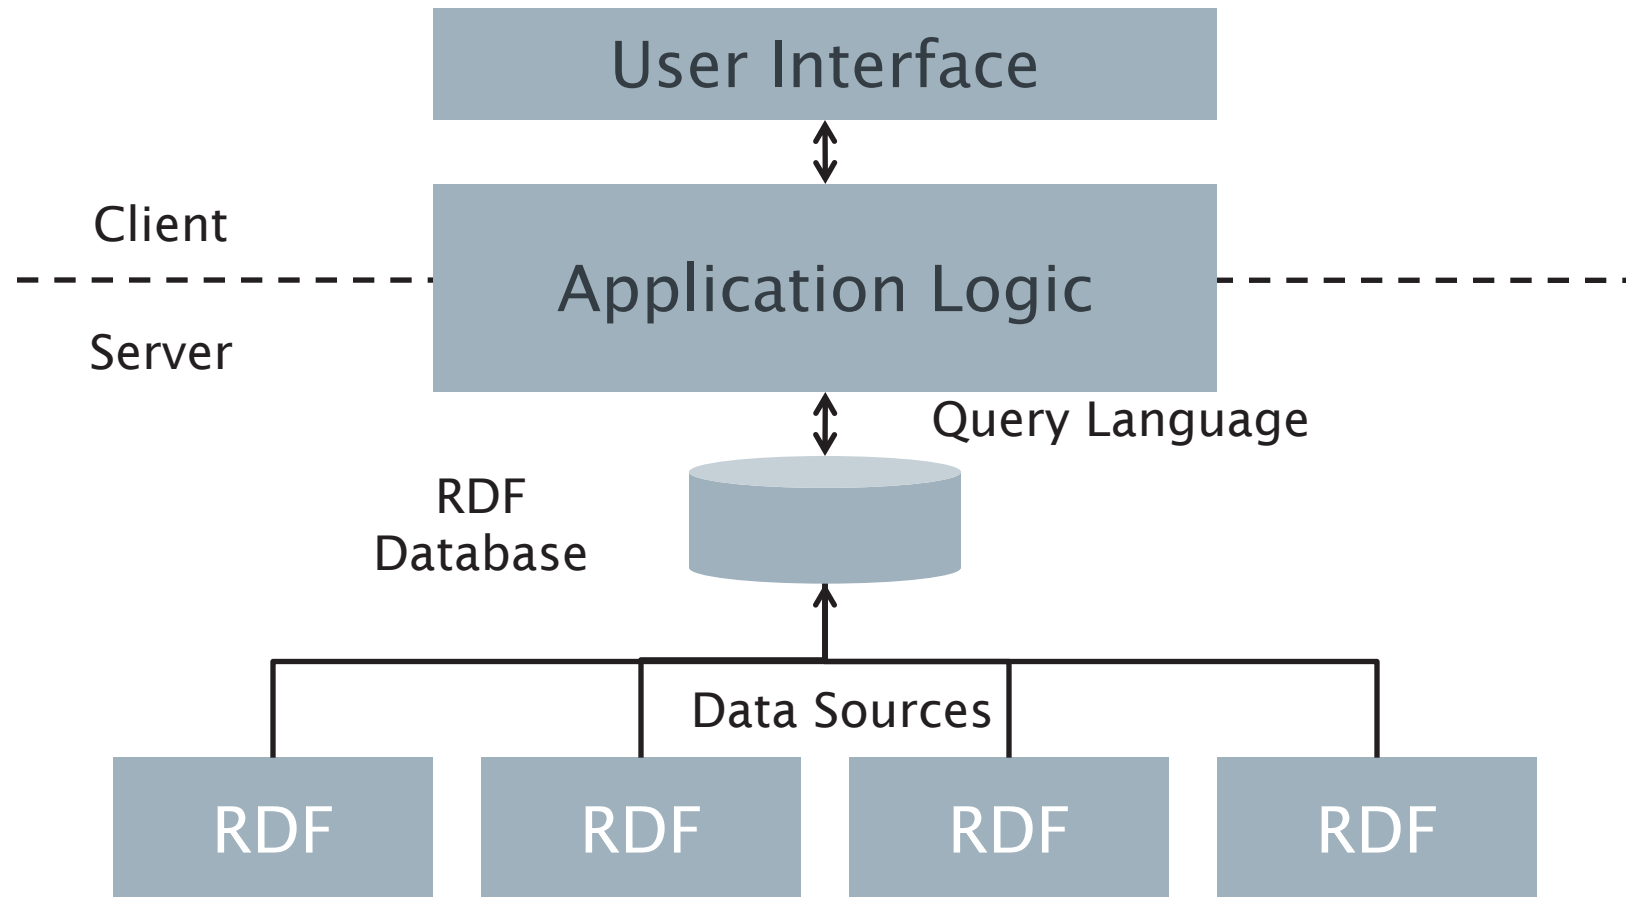 User Interface
Client
Application Logic
Server
Query Language
RDF
Database
Data Sources
RDF
RDF
RDF
RDF